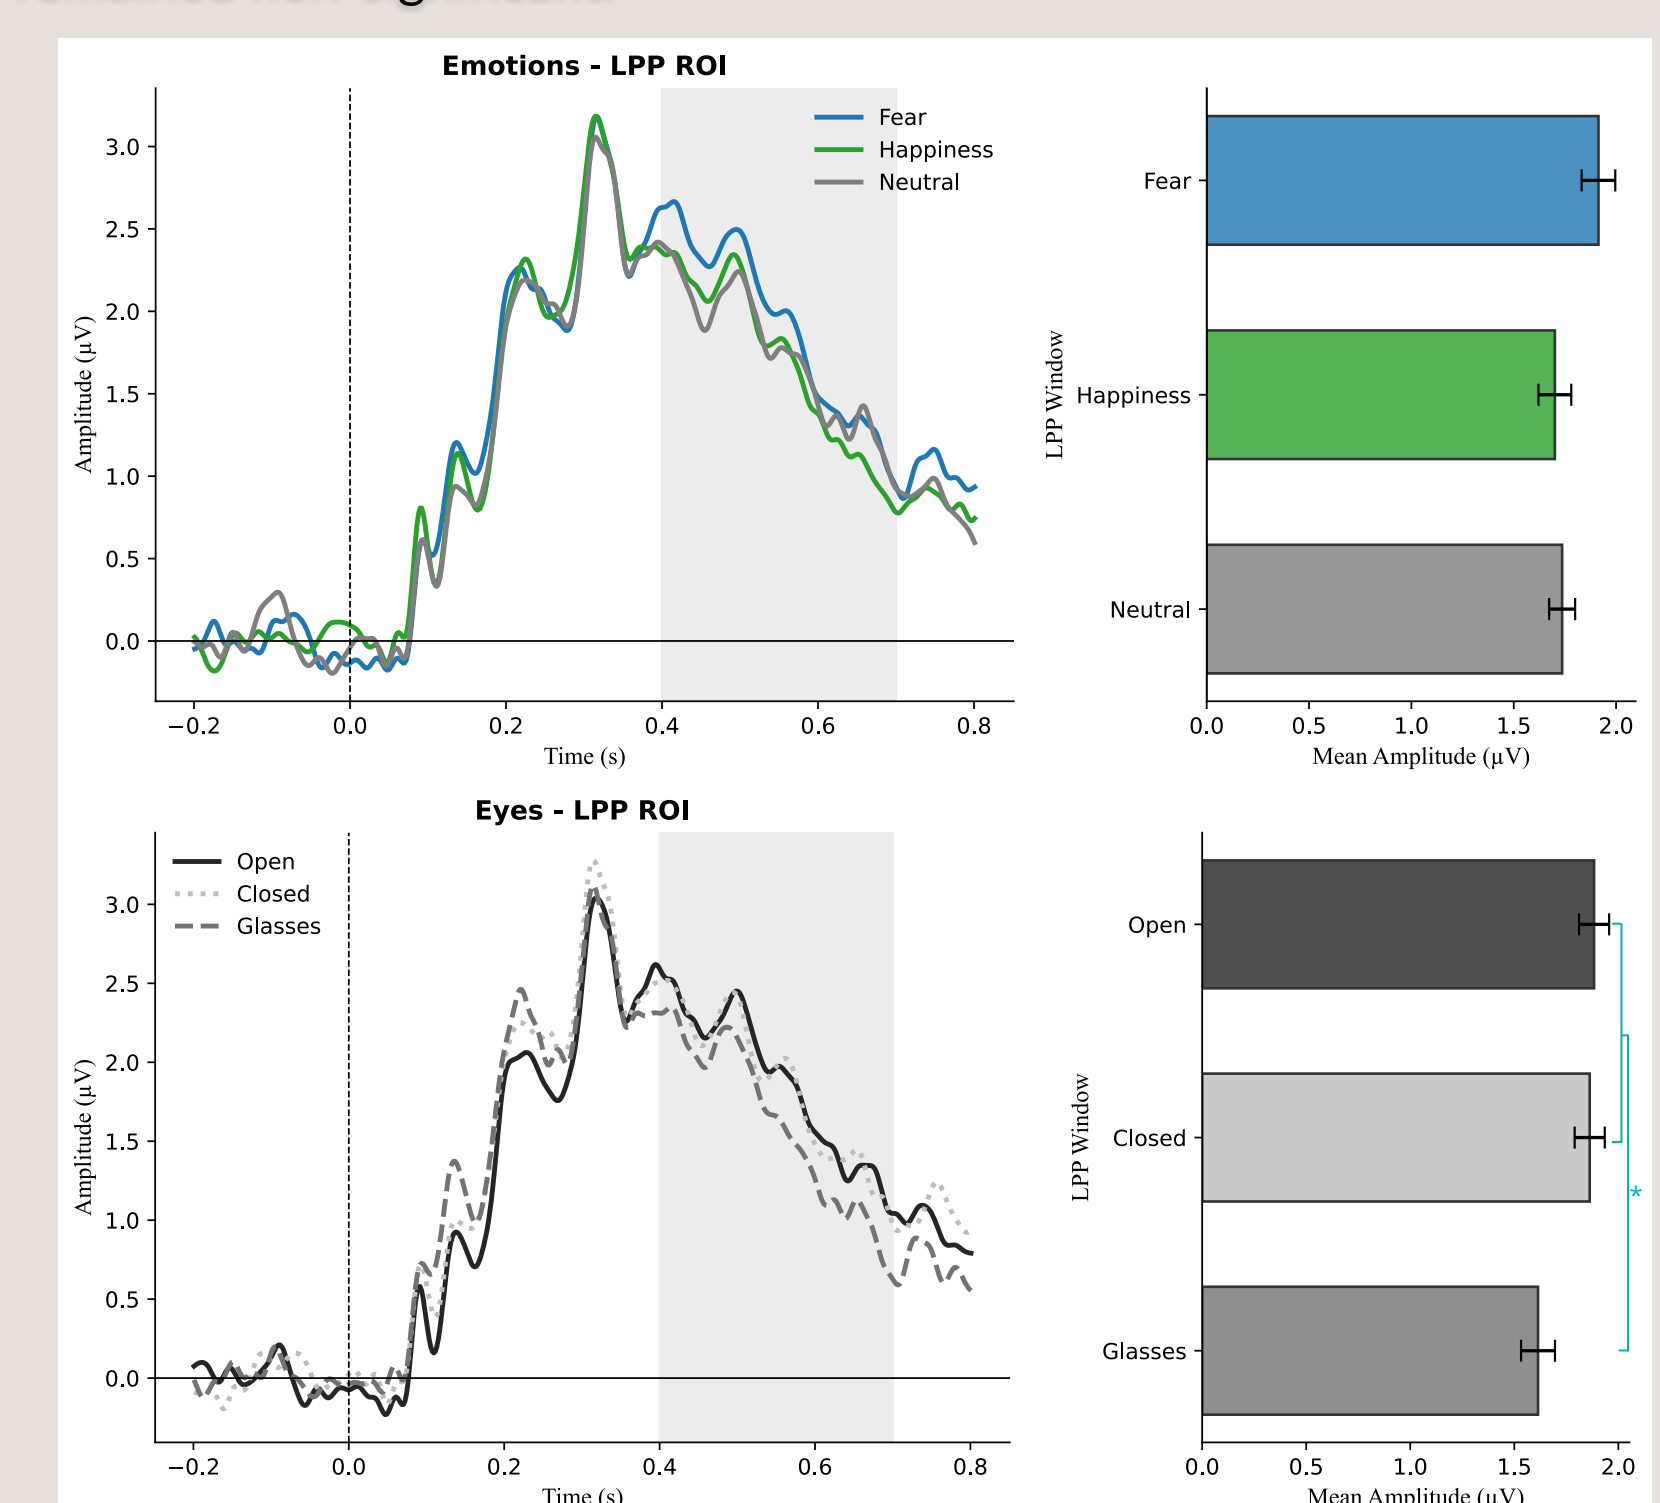 Emotions - LPP ROI
Fear
Happiness
Neutral
3.0
2.5
2.0
1.5
1.0
0.5
0.0
Amplitude (μV)
−0.2 0.0 0.2 0.4 0.6 0.8
Time (s)
LPP Window
Fear
Happiness
Neutral
0.0 0.5 1.0 1.5 2.0
Mean Amplitude (μV)
Eyes - LPP ROI
Open
Closed
Glasses
3.0
2.5
2.0
1.5
1.0
0.5
0.0
Amplitude (μV)
−0.2 0.0 0.2 0.4 0.6 0.8
Time (s)
LPP Window
Open
Closed
Glasses
*
0.0 0.5 1.0 1.5 2.0
Mean Amplitude (μV)